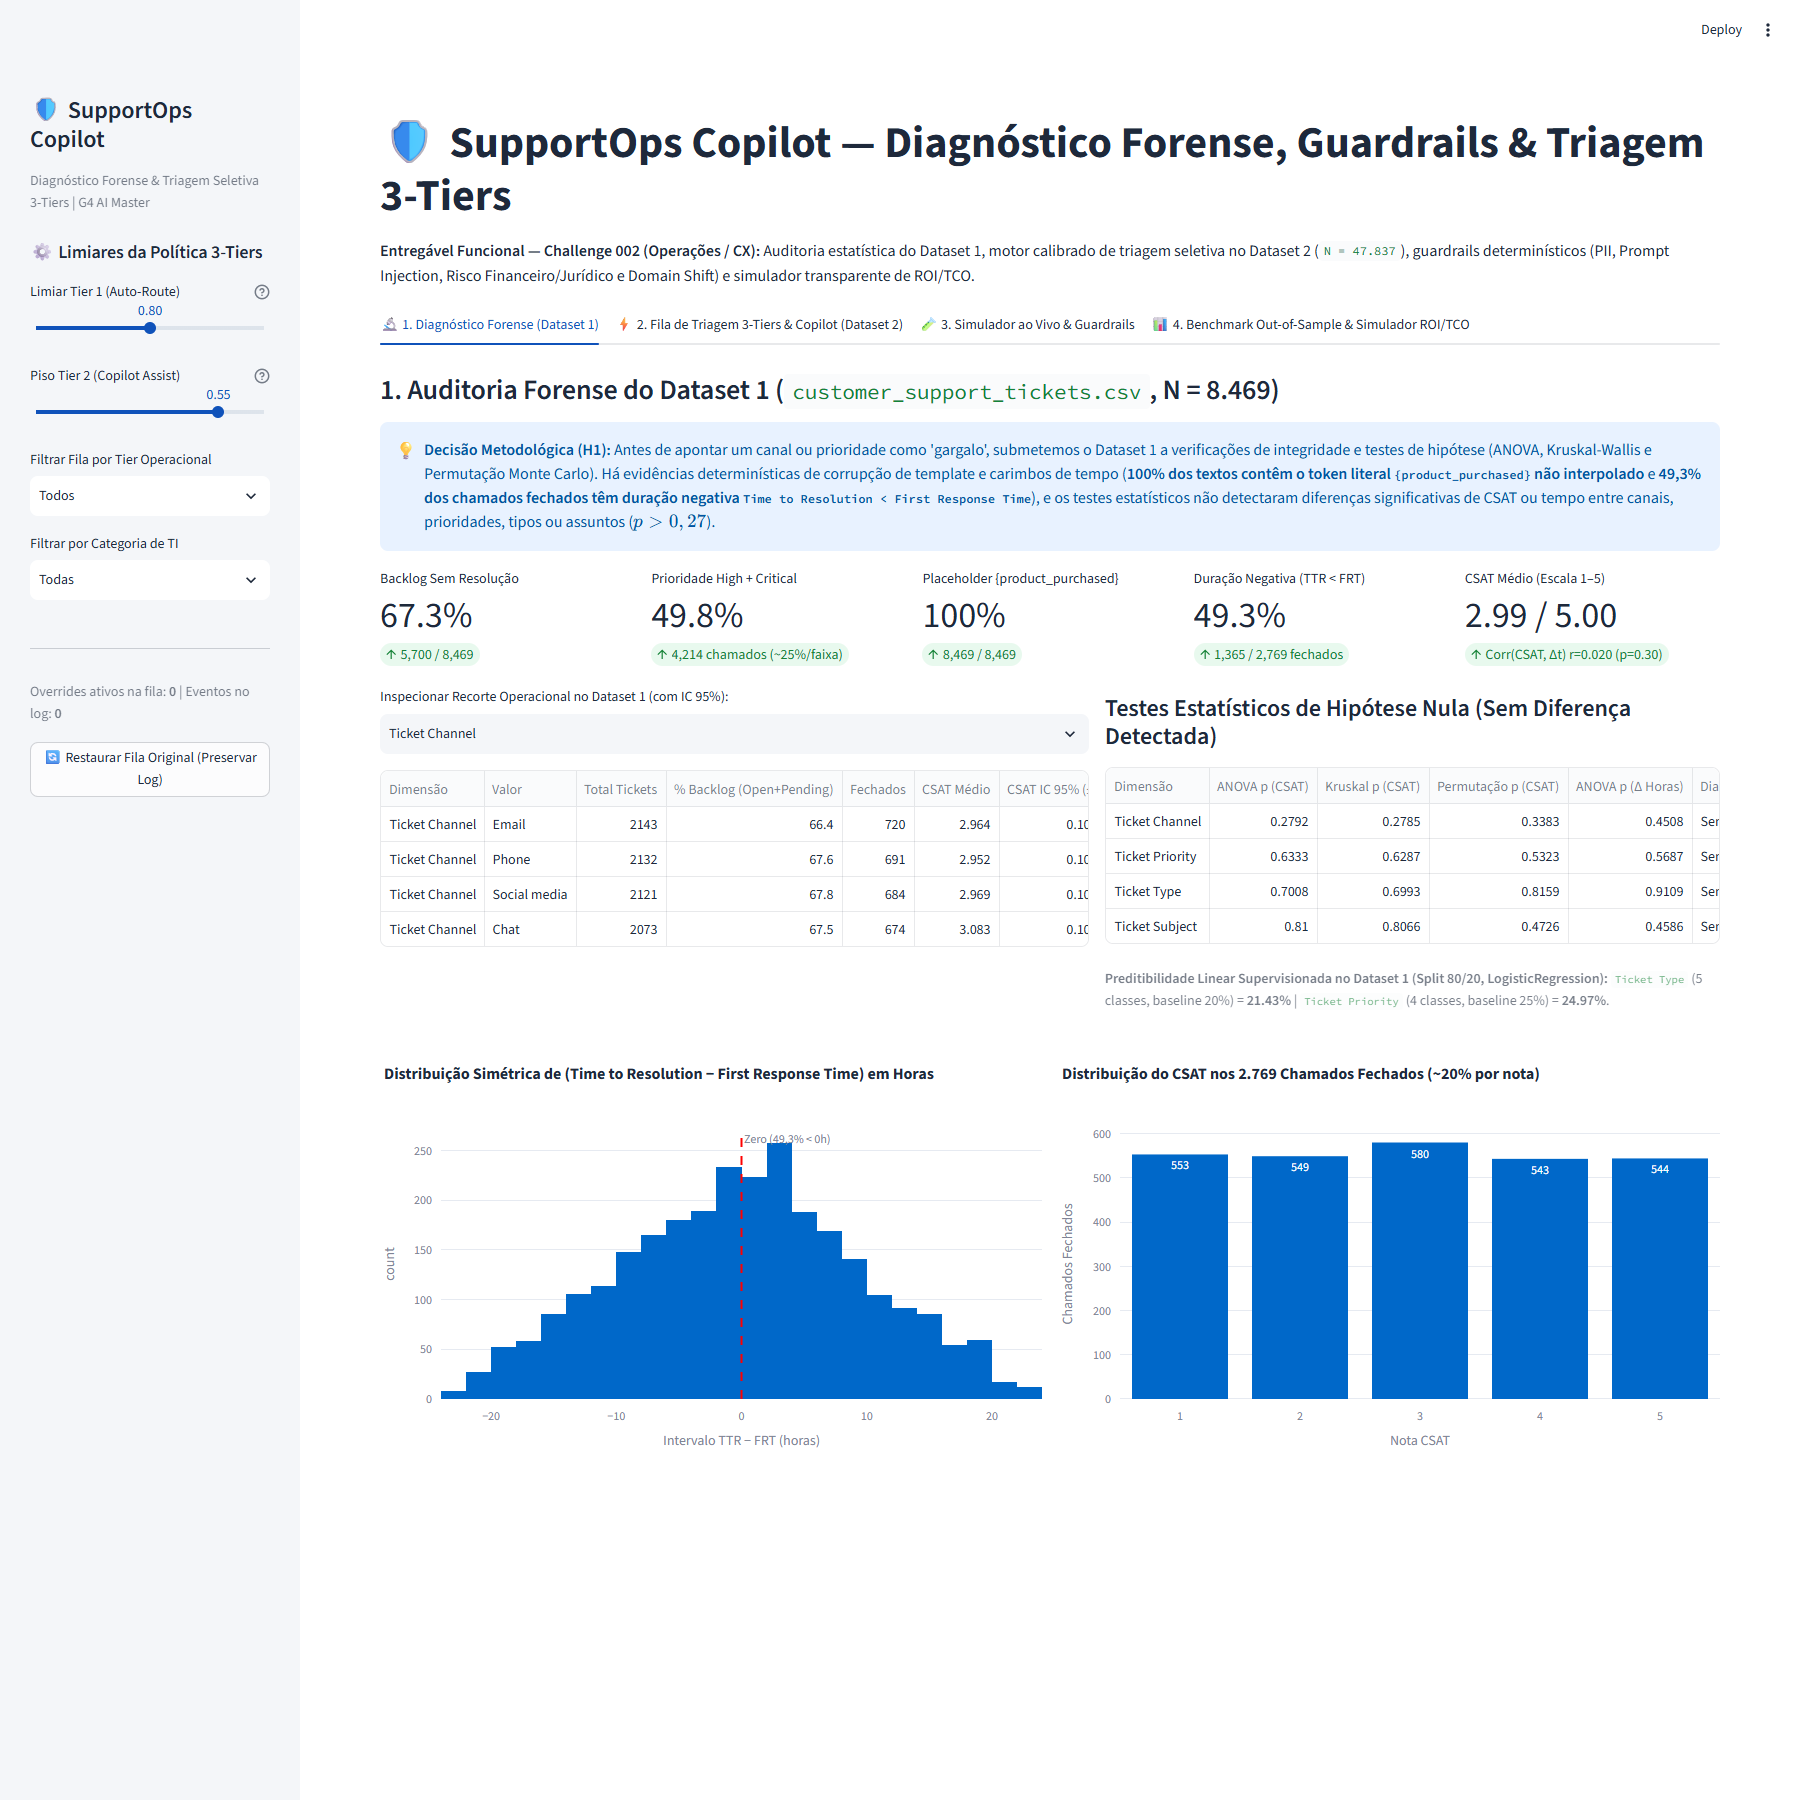 Deploy
SupportOps
Copilot
Diagnóstico Forense & Triagem Seletiva
3-Tiers | G4 AI Master
Limiares da Política 3-Tiers
Limiar Tier 1 (Auto-Route)
0.80
Piso Tier 2 (Copilot Assist)
0.55
Filtrar Fila por Tier Operacional
Todos
Filtrar por Categoria de TI
Todas
Overrides ativos na fila: 0 | Eventos no
log: 0
Restaurar Fila Original (Preservar
Log)
SupportOps Copilot — Diagnóstico Forense, Guardrails & Triagem
3-Tiers
Entregável Funcional — Challenge 002 (Operações / CX): Auditoria estatística do Dataset 1, motor calibrado de triagem seletiva no Dataset 2 ( N = 47.837 ), guardrails determinísticos (PII, Prompt
Injection, Risco Financeiro/Jurídico e Domain Shift) e simulador transparente de ROI/TCO.
1. Diagnóstico Forense (Dataset 1) 2. Fila de Triagem 3-Tiers & Copilot (Dataset 2) 3. Simulador ao Vivo & Guardrails 4. Benchmark Out-of-Sample & Simulador ROI/TCO
1. Auditoria Forense do Dataset 1 ( customer_support_tickets.csv , N = 8.469)
Decisão Metodológica (H1): Antes de apontar um canal ou prioridade como 'gargalo', submetemos o Dataset 1 a verificações de integridade e testes de hipótese (ANOVA, Kruskal-Wallis e
Permutação Monte Carlo). Há evidências determinísticas de corrupção de template e carimbos de tempo (100% dos textos contêm o token literal {product_purchased} não interpolado e 49,3%
dos chamados fechados têm duração negativa Time to Resolution < First Response Time), e os testes estatísticos não detectaram diferenças significativas de CSAT ou tempo entre canais,
prioridades, tipos ou assuntos (p > 0, 27).
Backlog Sem Resolução Prioridade High + Critical Placeholder {product_purchased} Duração Negativa (TTR < FRT) CSAT Médio (Escala 1–5)
67.3% 49.8% 100% 49.3% 2.99 / 5.00
↑ 5,700 / 8,469 ↑ 4,214 chamados (~25%/faixa) ↑ 8,469 / 8,469 ↑ 1,365 / 2,769 fechados ↑ Corr(CSAT, Δt) r=0.020 (p=0.30)
Inspecionar Recorte Operacional no Dataset 1 (com IC 95%):
Ticket Channel
Dimensão Valor Total Tickets % Backlog (Open+Pending) Fechados CSAT Médio CSAT IC 95% (
Ticket Channel Email 2143 66.4 720 2.964 0.10
Ticket Channel Phone 2132 67.6 691 2.952 0.10
Ticket Channel Social media 2121 67.8 684 2.969 0.10
Ticket Channel Chat 2073 67.5 674 3.083 0.10
Testes Estatísticos de Hipótese Nula (Sem Diferença
Detectada)
Dimensão ANOVA p (CSAT) Kruskal p (CSAT) Permutação p (CSAT) ANOVA p (Δ Horas) Dia
Ticket Channel 0.2792 0.2785 0.3383 0.4508 Ser
Ticket Priority 0.6333 0.6287 0.5323 0.5687 Ser
Ticket Type 0.7008 0.6993 0.8159 0.9109 Ser
Ticket Subject 0.81 0.8066 0.4726 0.4586 Ser
Preditibilidade Linear Supervisionada no Dataset 1 (Split 80/20, LogisticRegression): Ticket Type (5
classes, baseline 20%) = 21.43% | Ticket Priority (4 classes, baseline 25%) = 24.97%.
Distribuição Simétrica de (Time to Resolution − First Response Time) em Horas
Zero (49.3% < 0h)
250
200
150
100
50
0
count
−20 −10 0 10 20
Intervalo TTR − FRT (horas)
Distribuição do CSAT nos 2.769 Chamados Fechados (~20% por nota)
600
500
400
300
200
100
0
Chamados Fechados
553 549 580 543 544
1 2 3 4 5
Nota CSAT